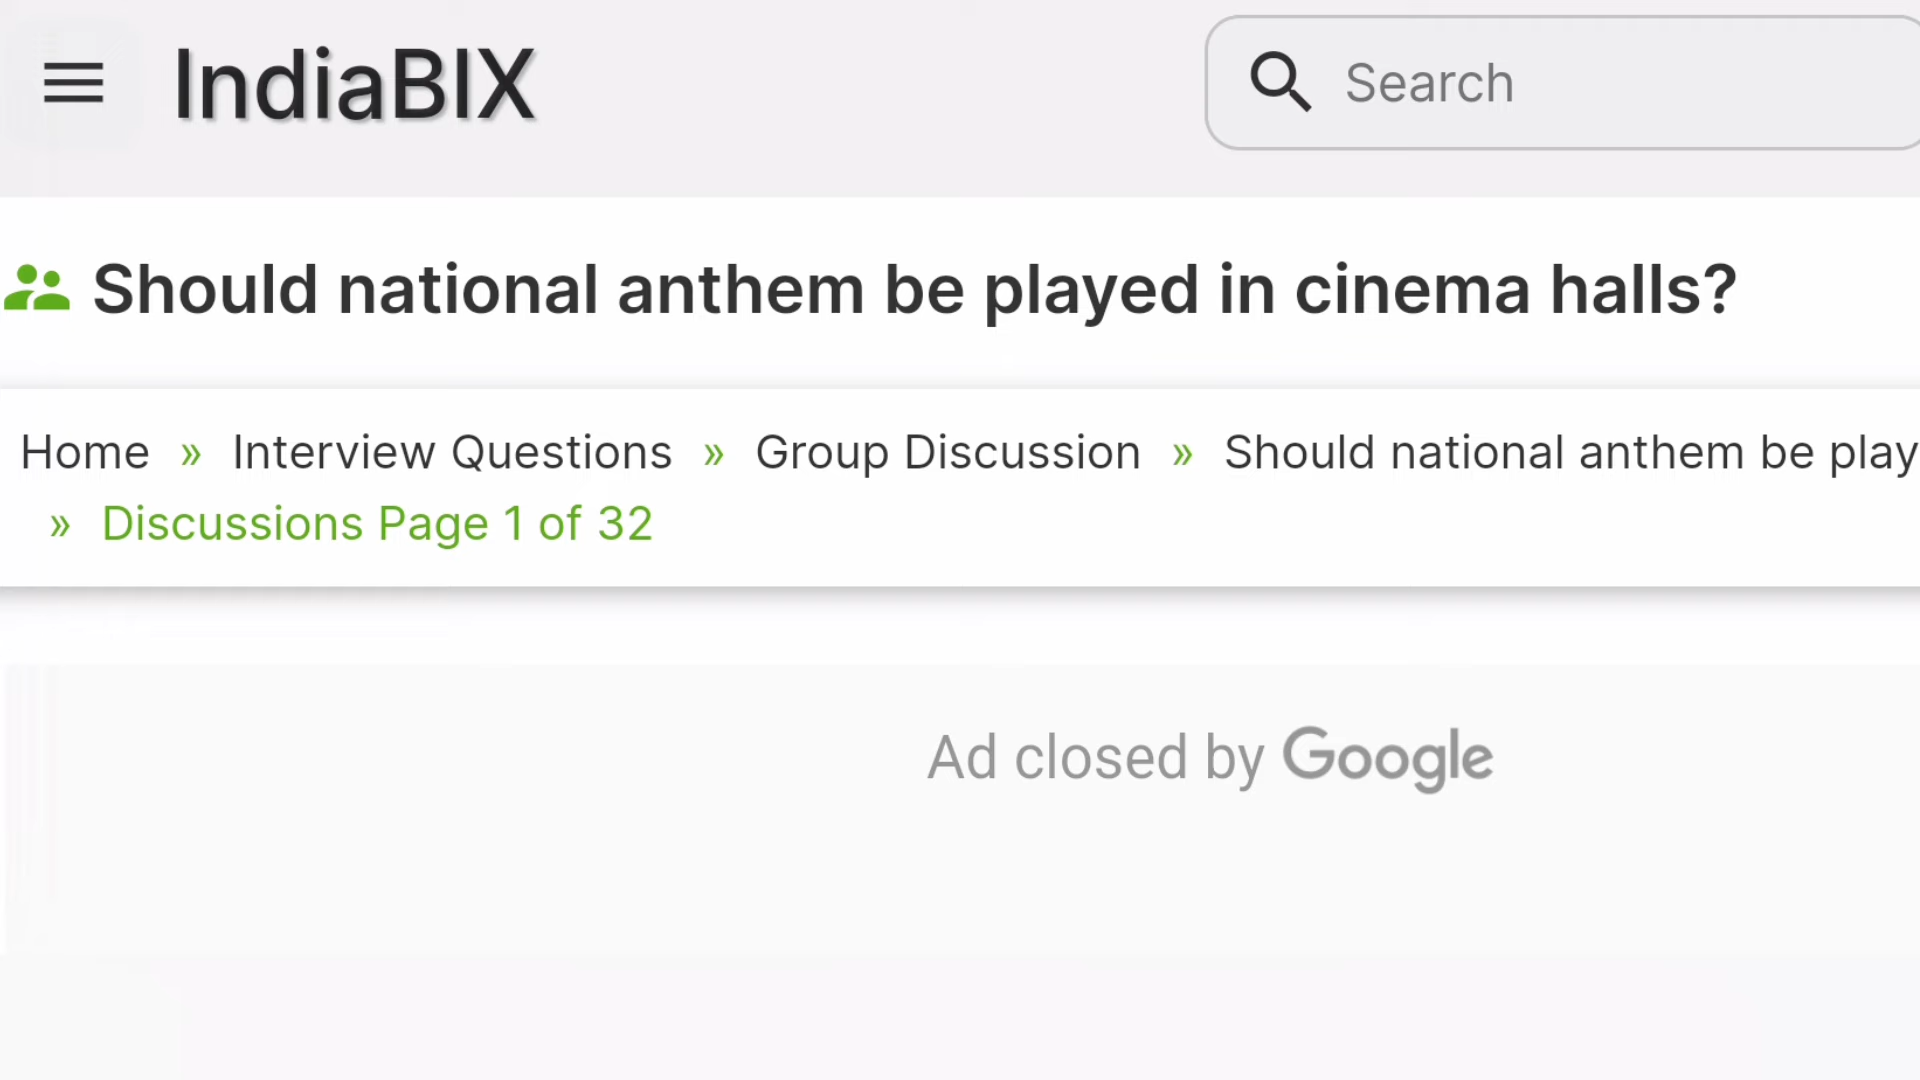 IndiaBIX
Search
Should national anthem be played in cinema halls?
Home » Interview Questions » Group Discussion » Should national anthem be play
» Discussions Page 1 of 32
Ad closed by Google